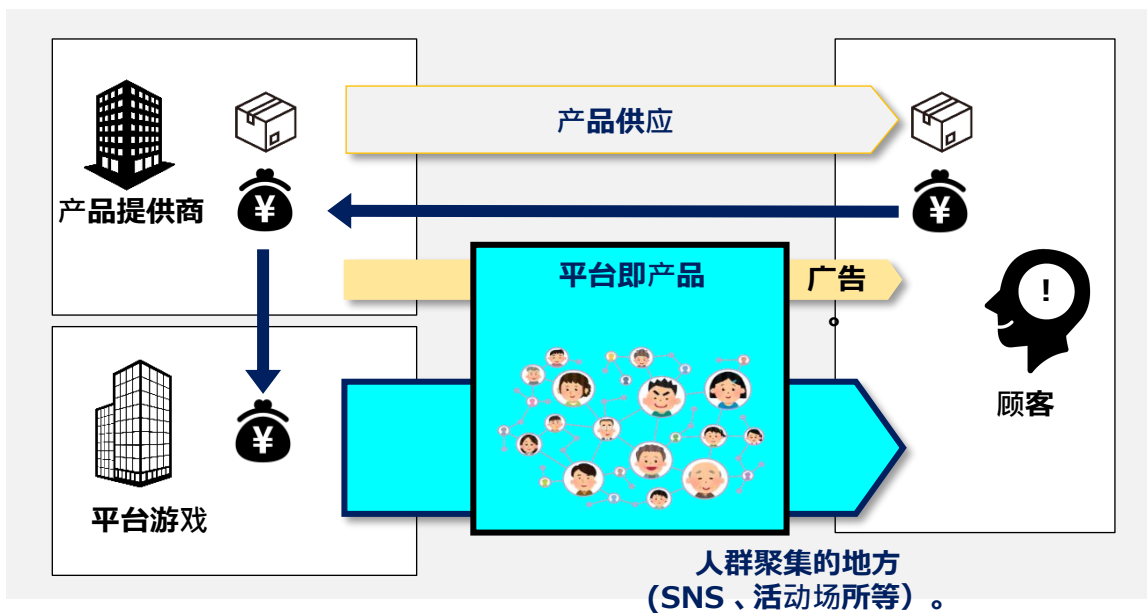 产品供应
产品提供商
¥
¥
平台即产品
广告
。
!
顾客
¥
平台游戏
人群聚集的地方
(SNS、活动场所等）。